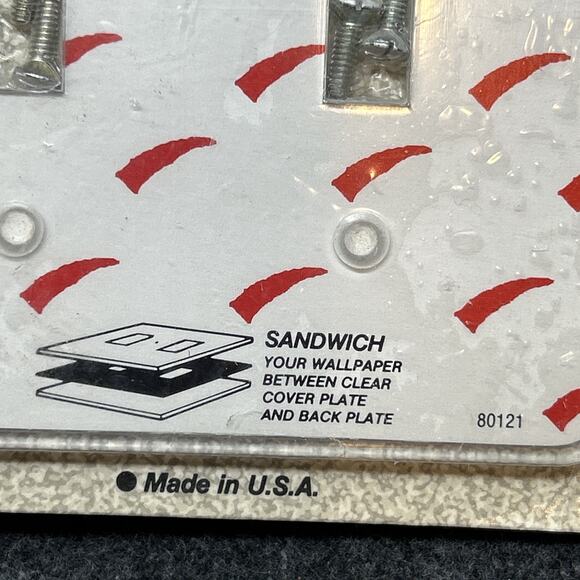 SANDWICH
YOUR WALLPAPER
BETWEEN CLEAR
COVER PLATE
AND BACK PLATE
80121
● Made in U.S.A.